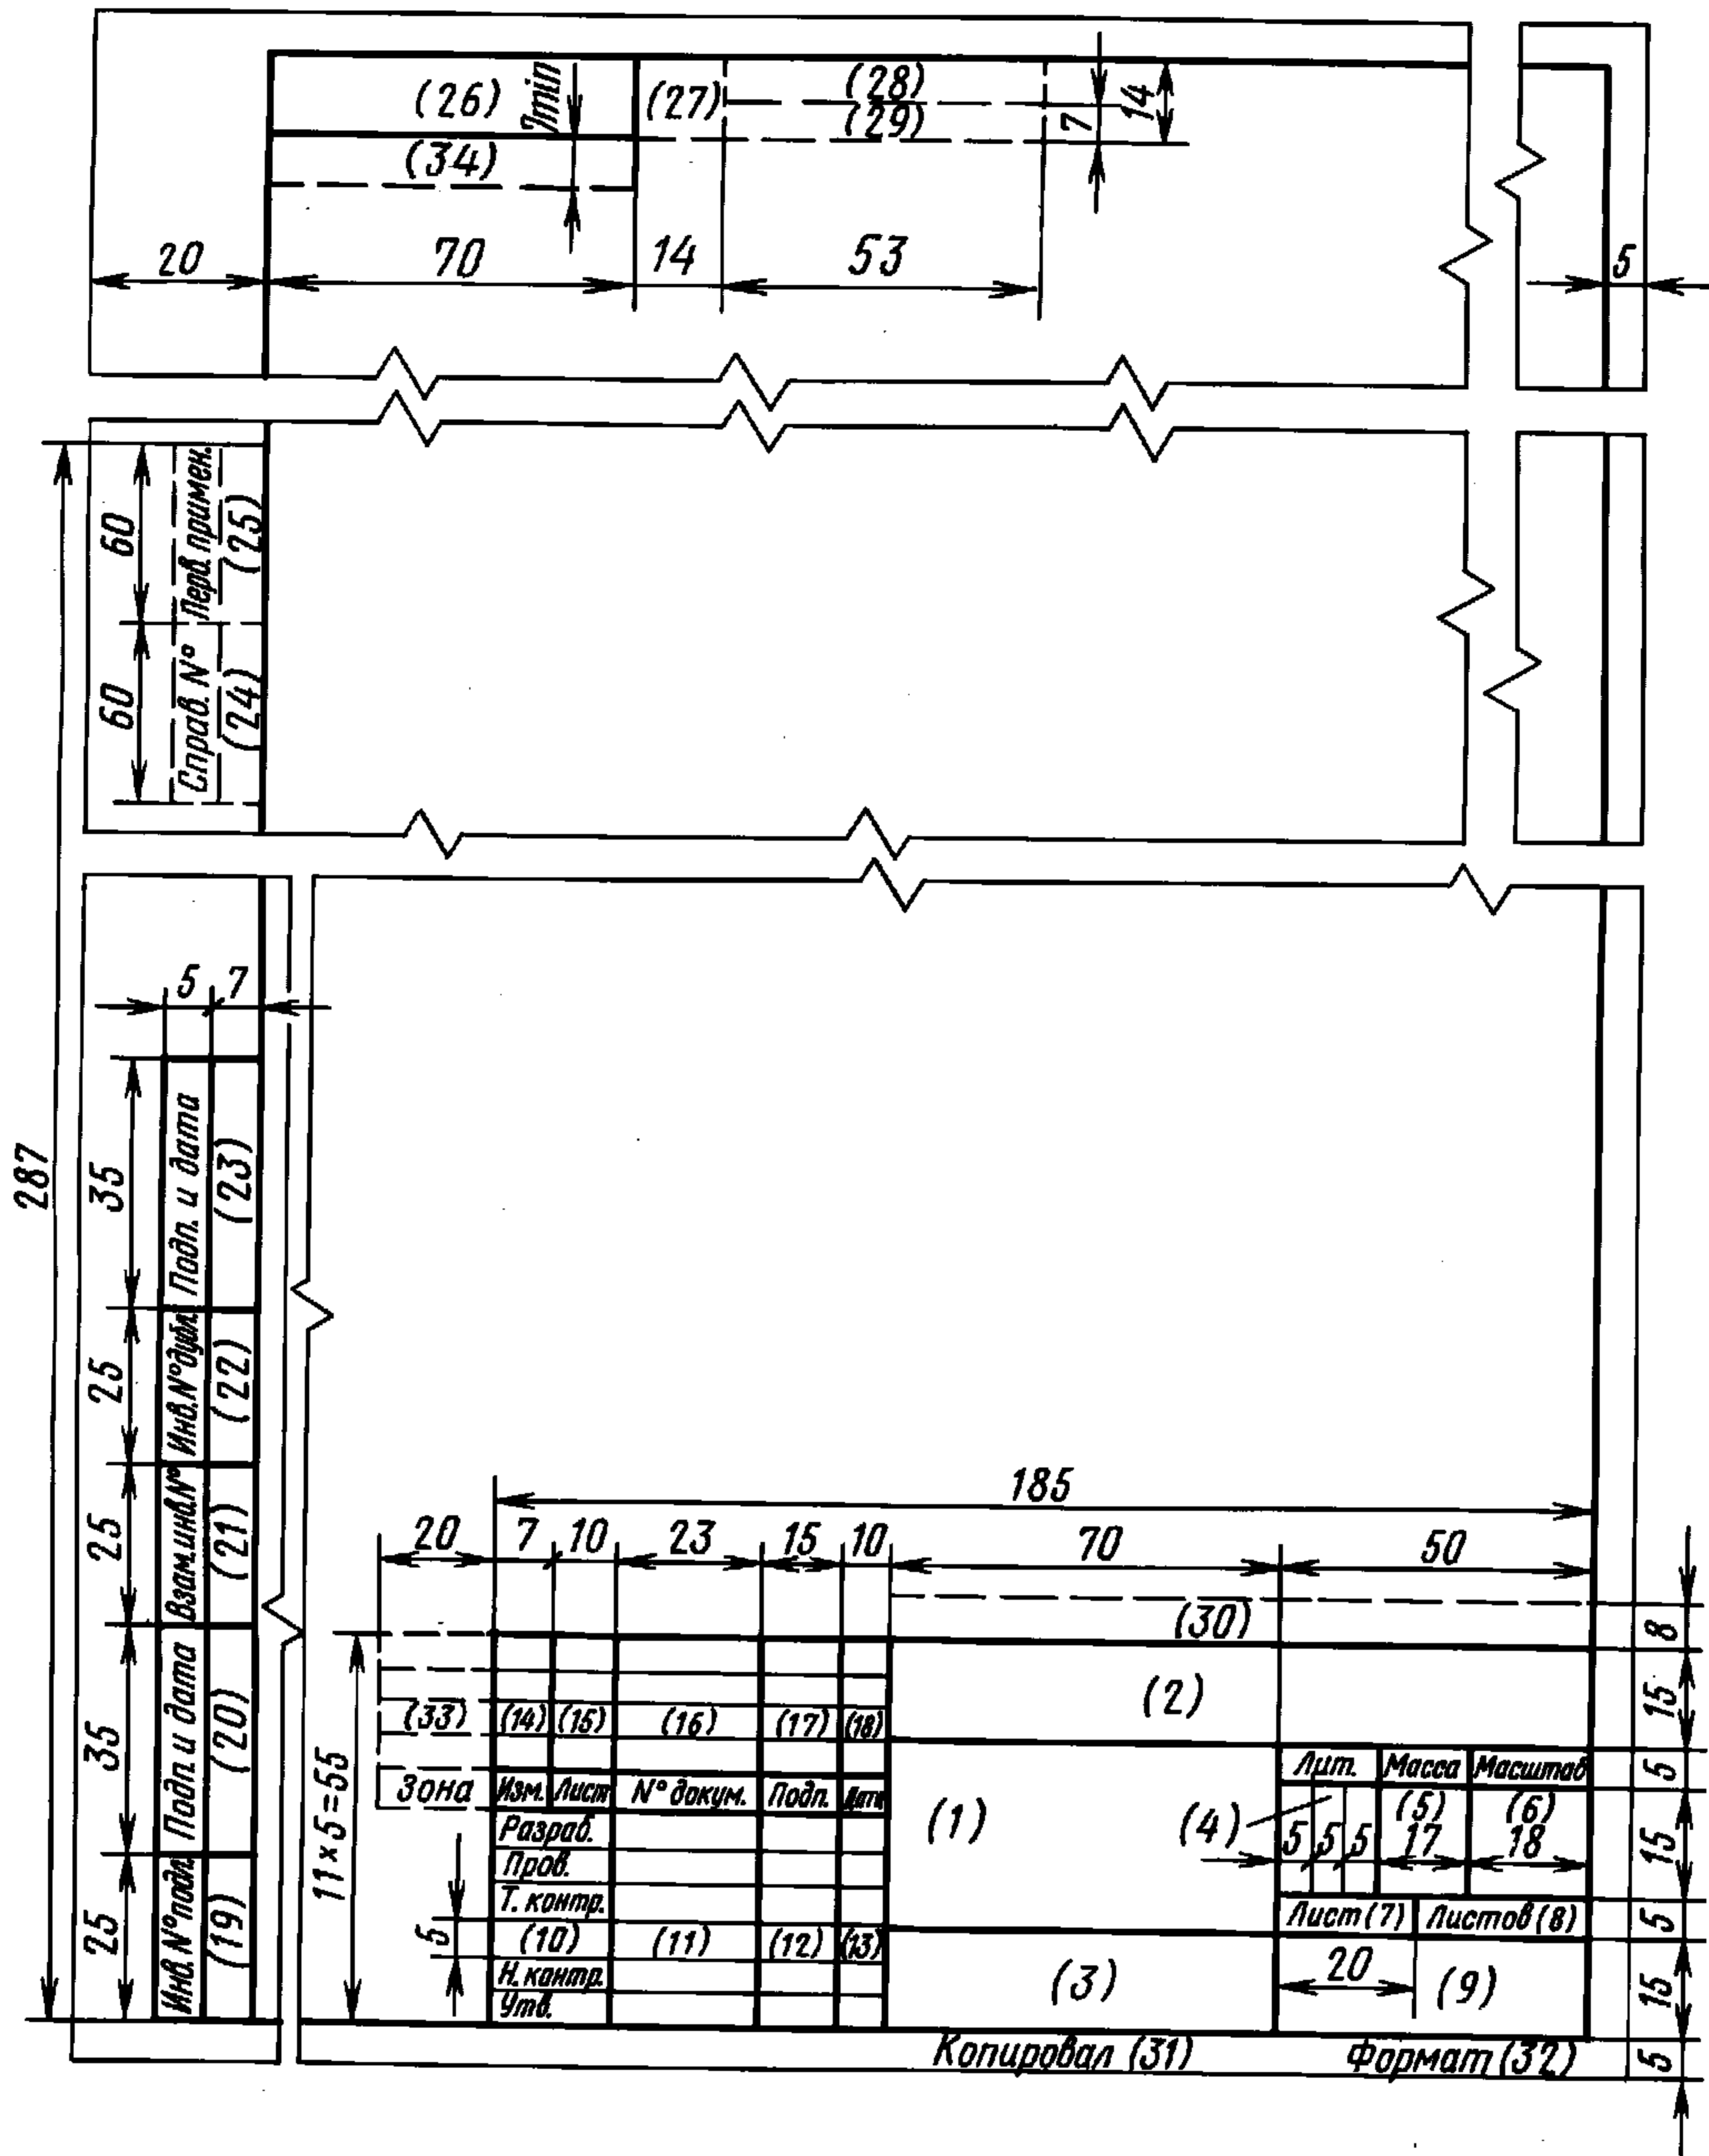 (26) 7min (27) (28)
(29) 7 14
(34)
20 70 14 53 5
60 Перв. примен. (25)
60 Справ. N° (24)
287
5 7
35 Подп. и дата (23)
25 Инв. N° дубл. (22)
25 Взам.инв.N° (21)
35 Подп и дата (20)
25 Инв. N° подл. (19)
185
20 7 10 23 15 10 70 50
(30) 8
(2) 15
(33) (14) (15) (16) (17) (18)
11×5=55
Лит. Масса Масштаб 5
Зона Изм. Лист N° докум. Подп. Дата
(1) (4) (5) (6)
5 5 5 17 18 15
Разраб.
Пров.
Т. контр.
Лист (7) Листов (8) 5
5 (10) (11) (12) (13)
Н. контр.
Утв.
(3) 20 (9) 15
Копировал (31) Формат (32) 5